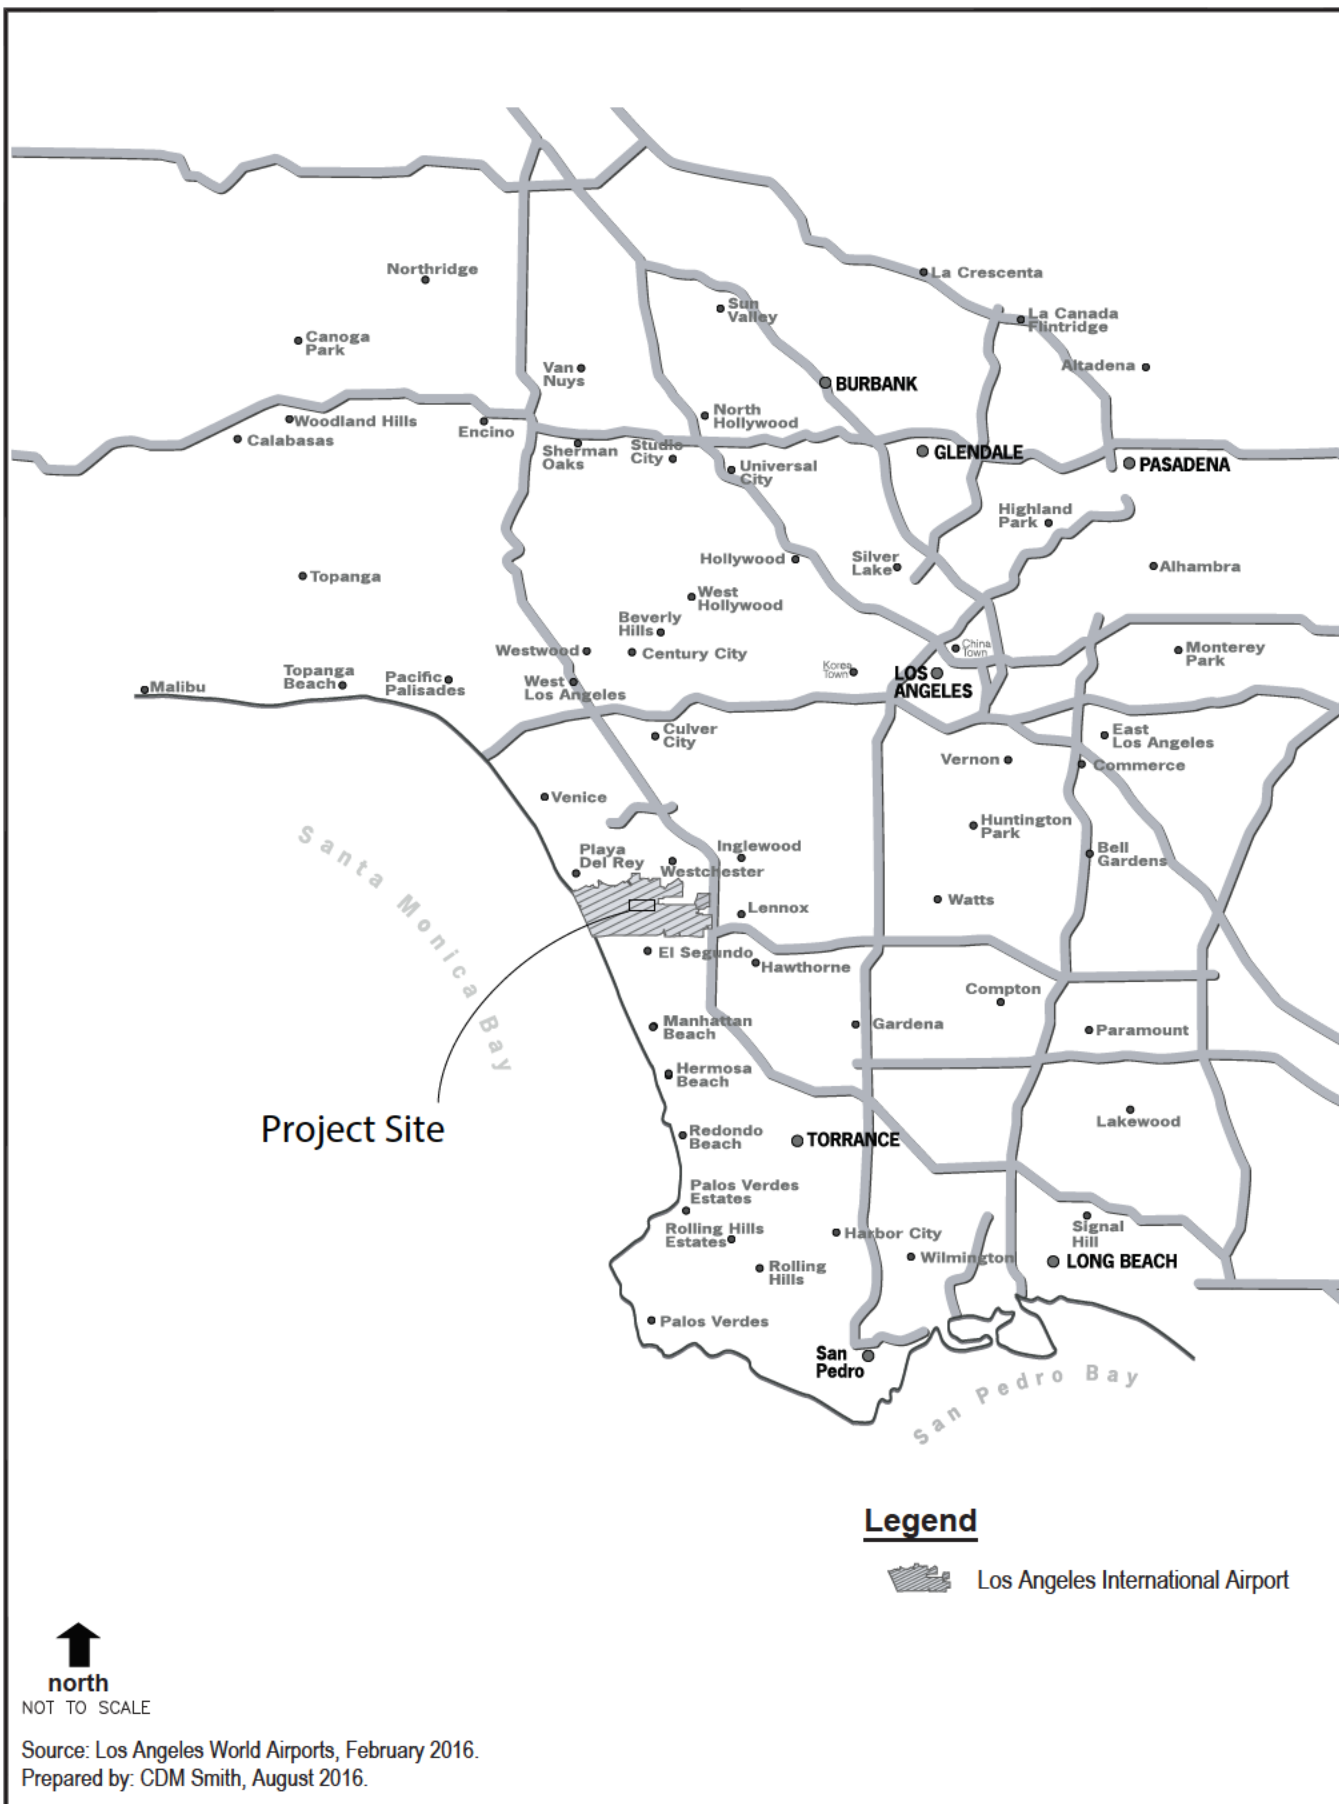 Northridge
La Crescenta
Sun
Valley
La Canada
Flintridge
Canoga
Park
Van
Nuys
Altadena
BURBANK
North
Hollywood
Woodland Hills
Calabasas
Encino
Sherman
Oaks
Studio
City
Universal
City
GLENDALE
PASADENA
Highland
Park
Hollywood
Silver
Lake
Alhambra
Topanga
West
Hollywood
Beverly
Hills
Westwood
Century City
China
Town
Monterey
Park
Malibu
Topanga
Beach
Pacific
Palisades
West
Los Angeles
Korea
Town
LOS
ANGELES
Culver
City
East
Los Angeles
Vernon
Commerce
Venice
Huntington
Park
Santa Monica Bay
Playa
Del Rey
Westchester
Inglewood
Bell
Gardens
Watts
Lennox
El Segundo
Hawthorne
Compton
Manhattan
Beach
Gardena
Paramount
Hermosa
Beach
Project Site
Redondo
Beach
TORRANCE
Lakewood
Palos Verdes
Estates
Rolling Hills
Estates
Harbor City
Signal
Hill
Rolling
Hills
Wilmington
LONG BEACH
Palos Verdes
San
Pedro
San Pedro Bay
Legend
Los Angeles International Airport
north
NOT TO SCALE
Source: Los Angeles World Airports, February 2016.
Prepared by: CDM Smith, August 2016.